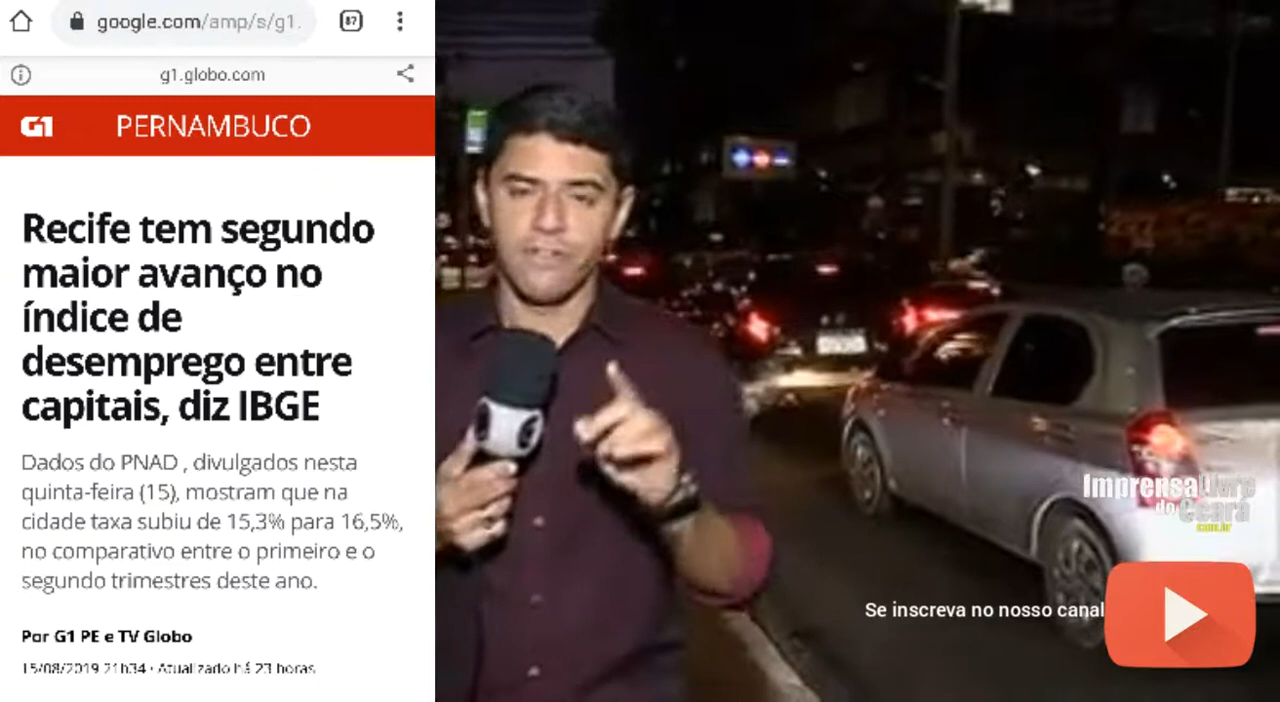 google.com/amp/s/g1.
87
g1.globo.com
G1 PERNAMBUCO
Recife tem segundo
maior avanço no
índice de
desemprego entre
capitais, diz IBGE
Dados do PNAD , divulgados nesta
quinta-feira (15), mostram que na
cidade taxa subiu de 15,3% para 16,5%,
no comparativo entre o primeiro e o
segundo trimestres deste ano.
Por G1 PE e TV Globo
15/08/2019 21h34 · Atualizado há 23 horas
ImprensaLivre
do Ceará
.com.br
Se inscreva no nosso canal